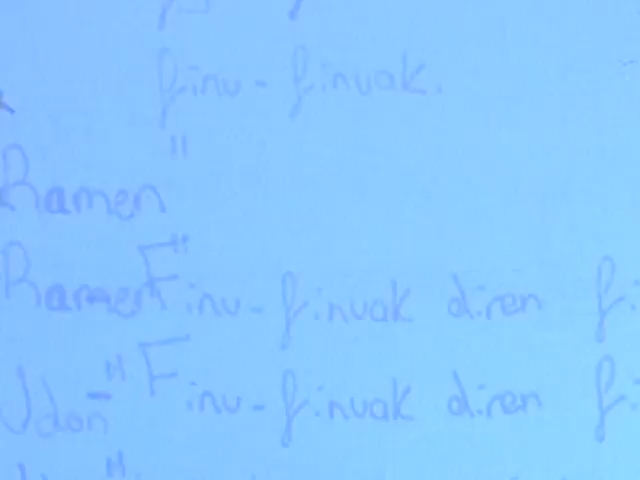 finu - finuak.
Ramen "
Ramen "Finu - finuak diren
Udon - "Finu - finuak diren